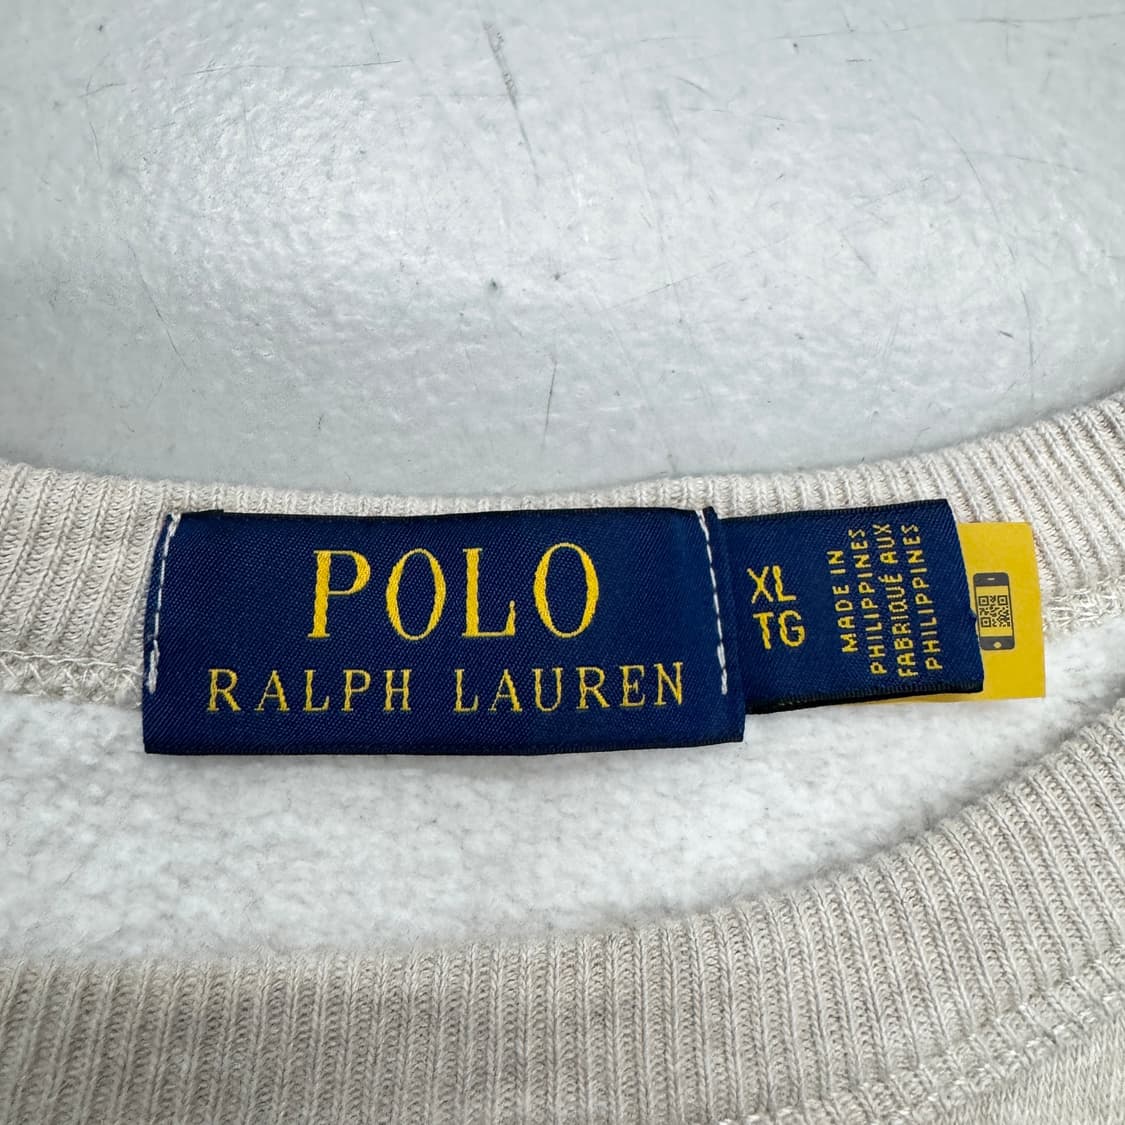 POLO
RALPH LAUREN
XL
TG
MADE IN
PHILIPPINES
FABRIQUÉ AUX
PHILIPPINES